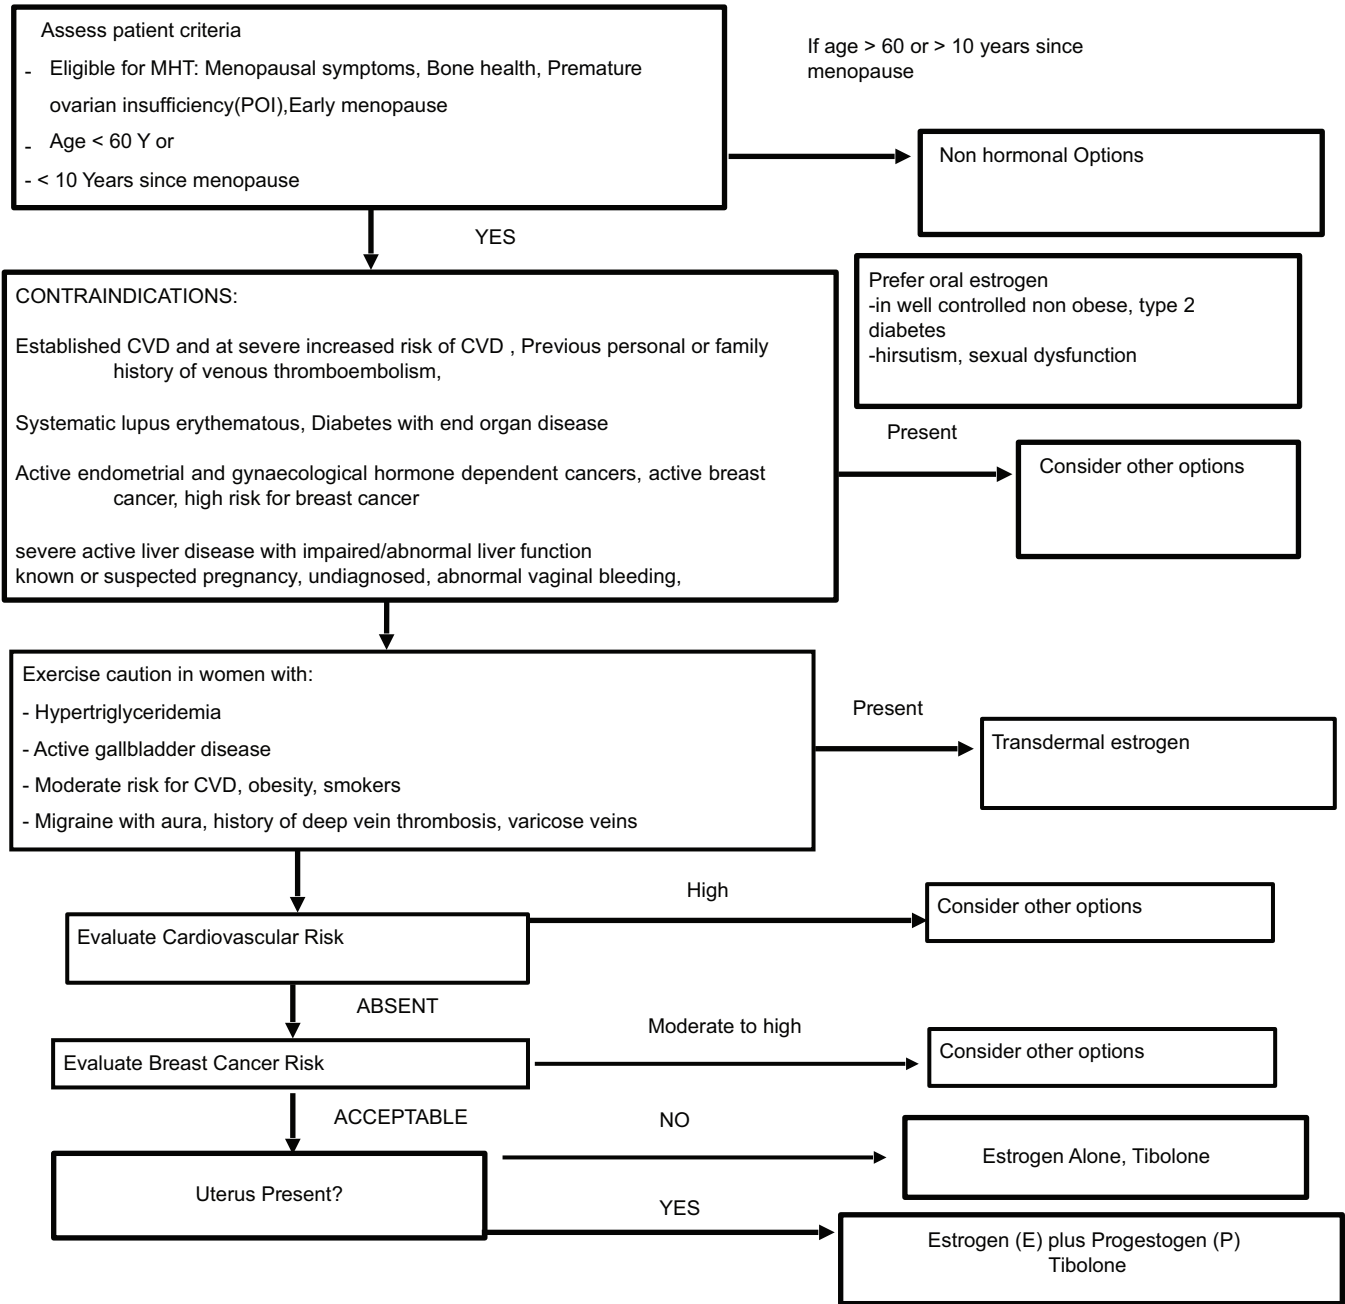 Assess patient criteria
- Eligible for MHT: Menopausal symptoms, Bone health, Premature
ovarian insufficiency(POI),Early menopause
- Age < 60 Y or
- < 10 Years since menopause
If age > 60 or > 10 years since
menopause
Non hormonal Options
YES
CONTRAINDICATIONS:
Established CVD and at severe increased risk of CVD , Previous personal or family
history of venous thromboembolism,
Systematic lupus erythematous, Diabetes with end organ disease
Active endometrial and gynaecological hormone dependent cancers, active breast
cancer, high risk for breast cancer
severe active liver disease with impaired/abnormal liver function
known or suspected pregnancy, undiagnosed, abnormal vaginal bleeding,
Prefer oral estrogen
-in well controlled non obese, type 2
diabetes
-hirsutism, sexual dysfunction
Present
Consider other options
Exercise caution in women with:
- Hypertriglyceridemia
- Active gallbladder disease
- Moderate risk for CVD, obesity, smokers
- Migraine with aura, history of deep vein thrombosis, varicose veins
Present
Transdermal estrogen
Evaluate Cardiovascular Risk
High
Consider other options
ABSENT
Evaluate Breast Cancer Risk
Moderate to high
Consider other options
ACCEPTABLE
Uterus Present?
NO
Estrogen Alone, Tibolone
YES
Estrogen (E) plus Progestogen (P)
Tibolone